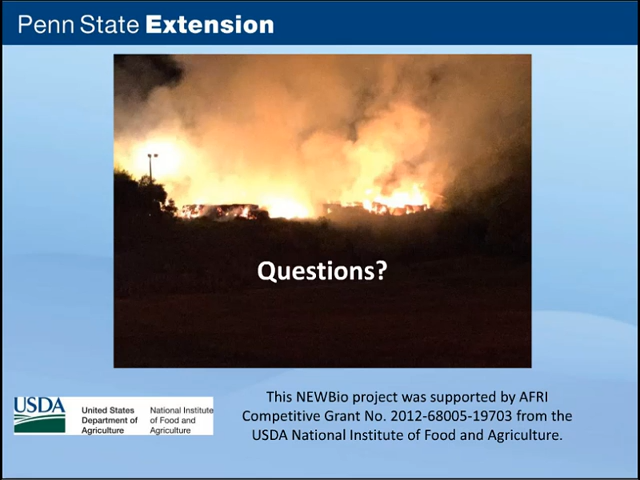 Penn State Extension
Questions?
USDA
United States
Department of
Agriculture
National Institute
of Food and
Agriculture
This NEWBio project was supported by AFRI
Competitive Grant No. 2012-68005-19703 from the
USDA National Institute of Food and Agriculture.